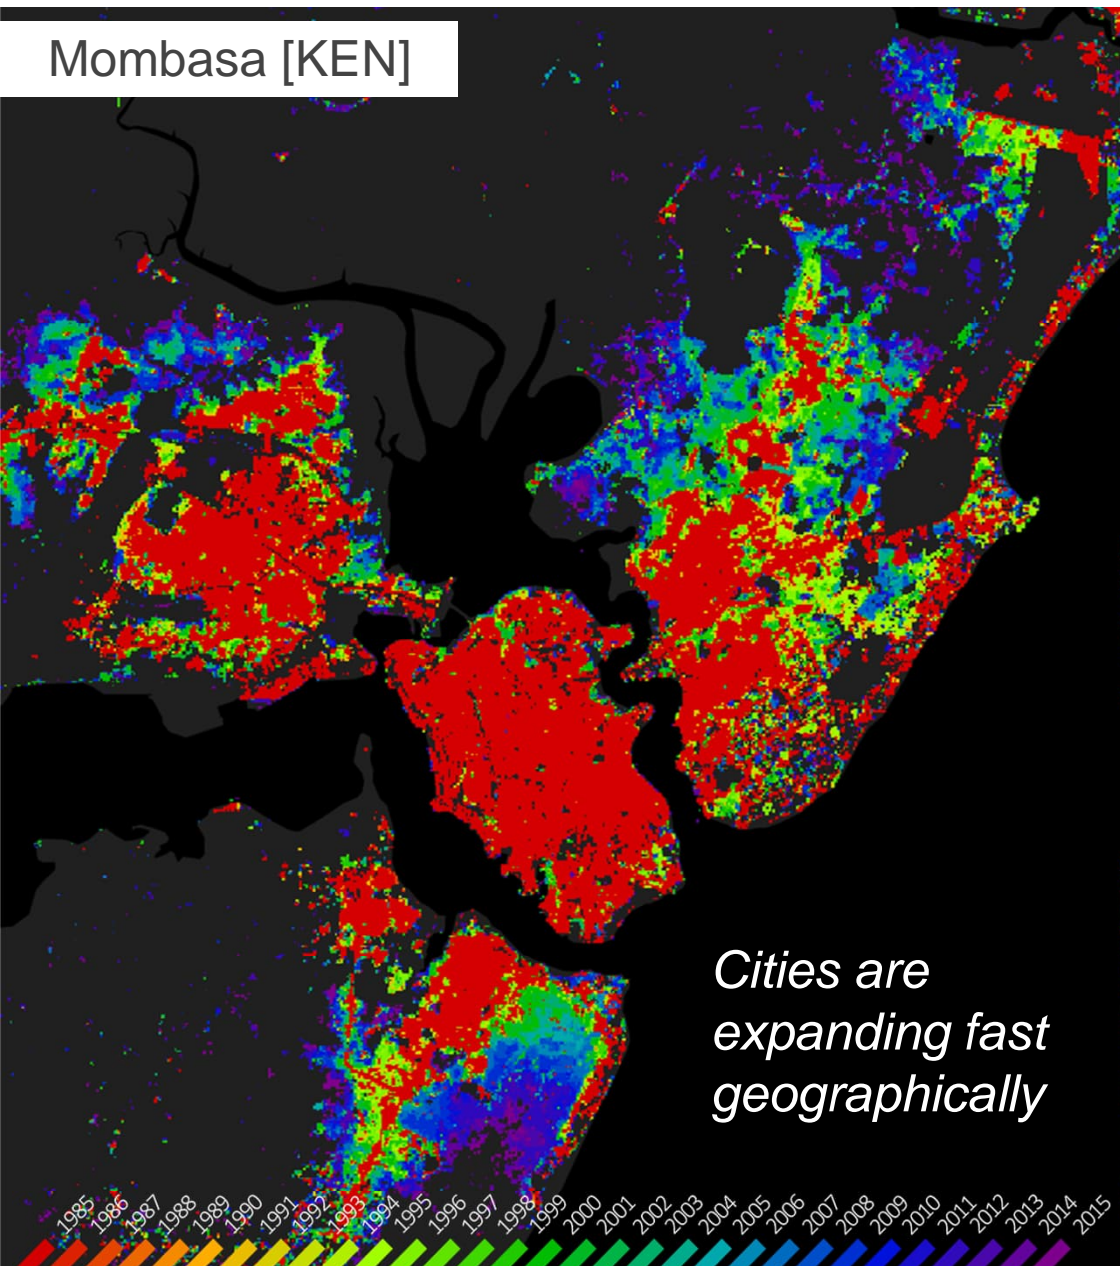 Mombasa [KEN]
Cities are
expanding fast
geographically
1985 1986 1987 1988 1989 1990 1991 1992 1993 1994 1995 1996 1997 1998 1999 2000 2001 2002 2003 2004 2005 2006 2007 2008 2009 2010 2011 2012 2013 2014 2015